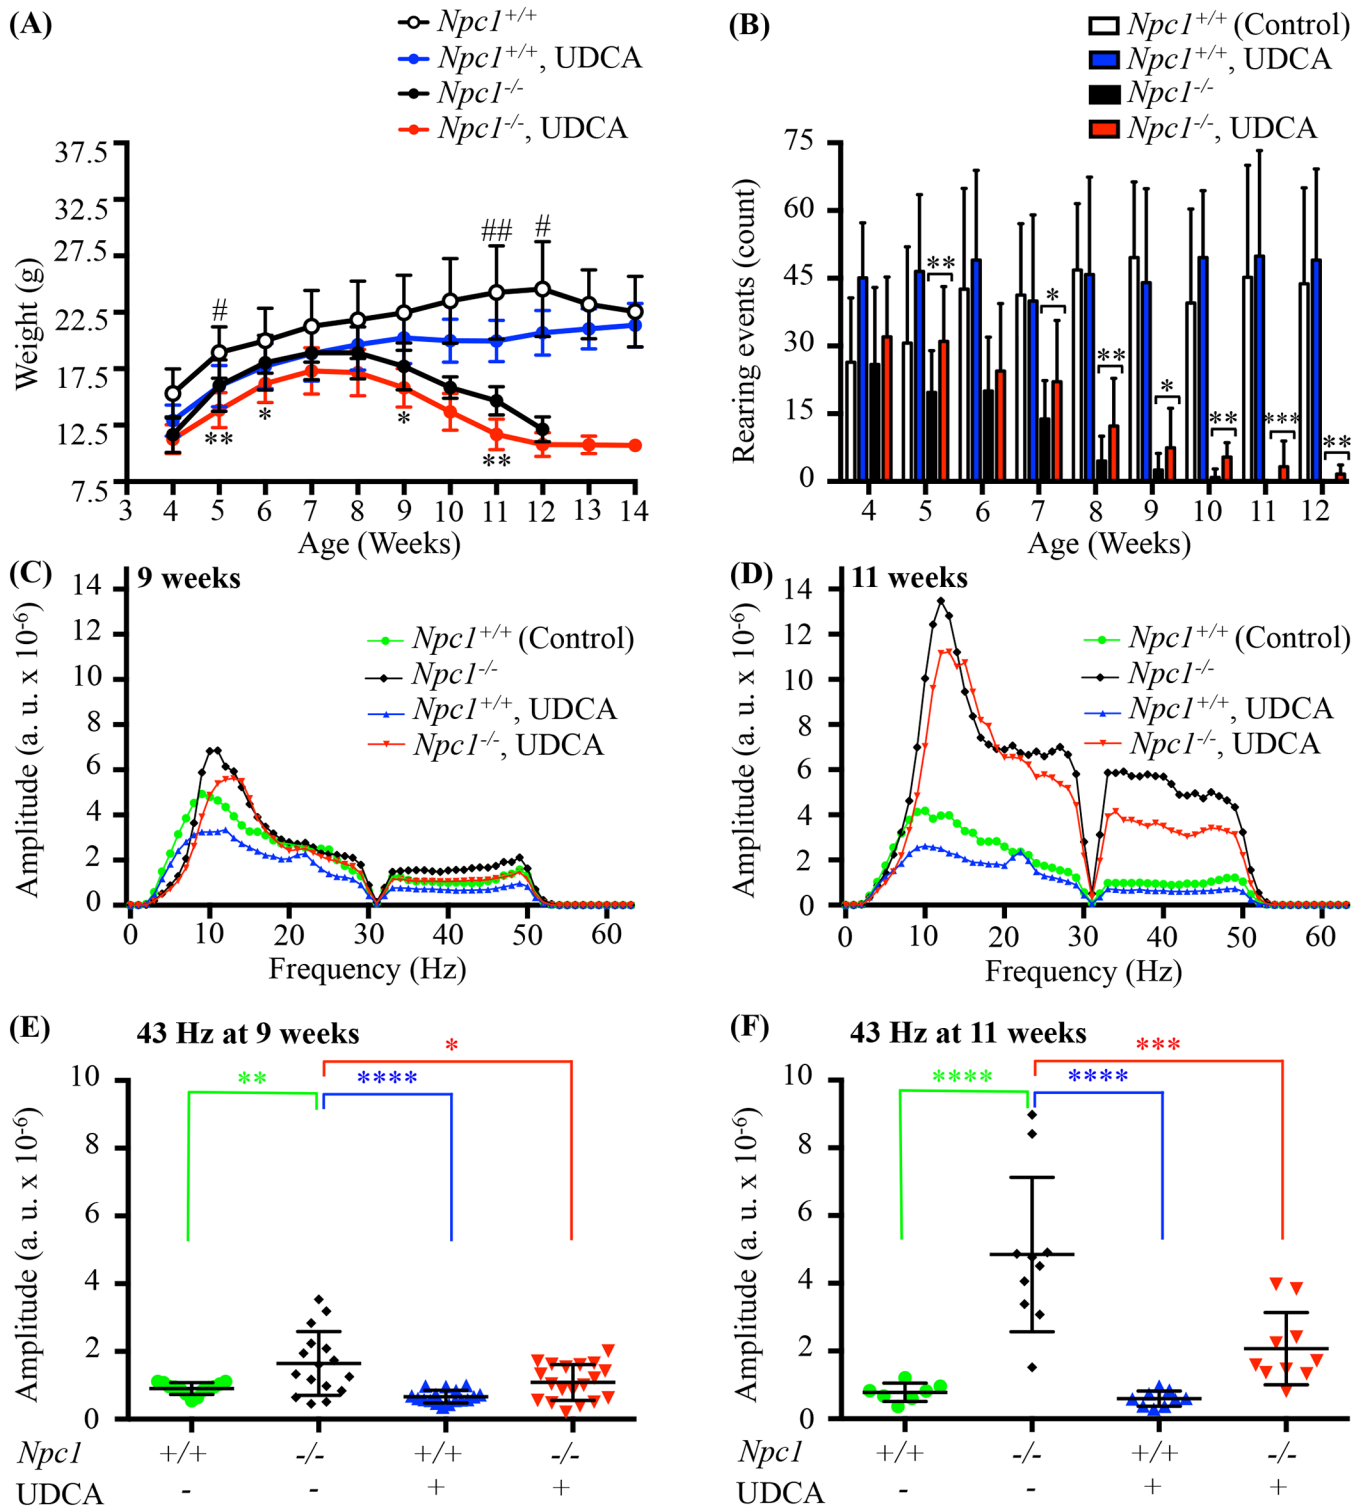 (A)
Npc1+/+
Npc1+/+, UDCA
Npc1-/-
Npc1-/-, UDCA
Weight (g)
37.5
32.5
27.5
22.5
17.5
12.5
7.5
# ## #
** * * **
3 4 5 6 7 8 9 10 11 12 13 14
Age (Weeks)
(B)
Npc1+/+ (Control)
Npc1+/+, UDCA
Npc1-/-
Npc1-/-, UDCA
Rearing events (count)
75
60
45
30
15
0
** * ** * ** *** **
4 5 6 7 8 9 10 11 12
Age (Weeks)
(C)
9 weeks
Amplitude (a. u. x 10-6)
14
12
10
8
6
4
2
0
Npc1+/+ (Control)
Npc1-/-
Npc1+/+, UDCA
Npc1-/-, UDCA
0 10 20 30 40 50 60
Frequency (Hz)
(D)
11 weeks
Amplitude (a. u. x 10-6)
14
12
10
8
6
4
2
0
Npc1+/+ (Control)
Npc1-/-
Npc1+/+, UDCA
Npc1-/-, UDCA
0 10 20 30 40 50 60
Frequency (Hz)
(E)
43 Hz at 9 weeks
*
** ****
Amplitude (a. u. x 10-6)
10
8
6
4
2
0
Npc1 +/+ -/- +/+ -/-
UDCA - - + +
(F)
43 Hz at 11 weeks
***
**** ****
Amplitude (a. u. x 10-6)
10
8
6
4
2
0
+/+ -/- +/+ -/-
- - + +